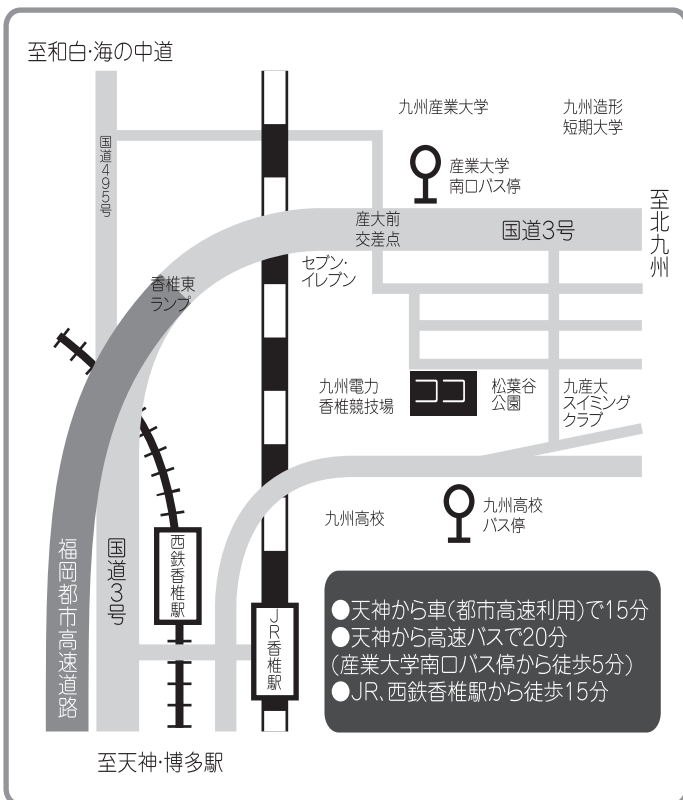 至和白・海の中道
国道495号
九州産業大学
九州造形
短期大学
産業大学
南口バス停
至北九州
産大前
交差点
国道3号
セブン・
イレブン
香椎東
ランプ
九州電力
香椎競技場
ココ
松葉谷
公園
九産大
スイミング
クラブ
九州高校
九州高校
バス停
西鉄香椎駅
福岡都市高速道路
国道3号
JR香椎駅
●天神から車(都市高速利用)で15分
●天神から高速バスで20分
(産業大学南口バス停から徒歩5分)
●JR、西鉄香椎駅から徒歩15分
至天神・博多駅